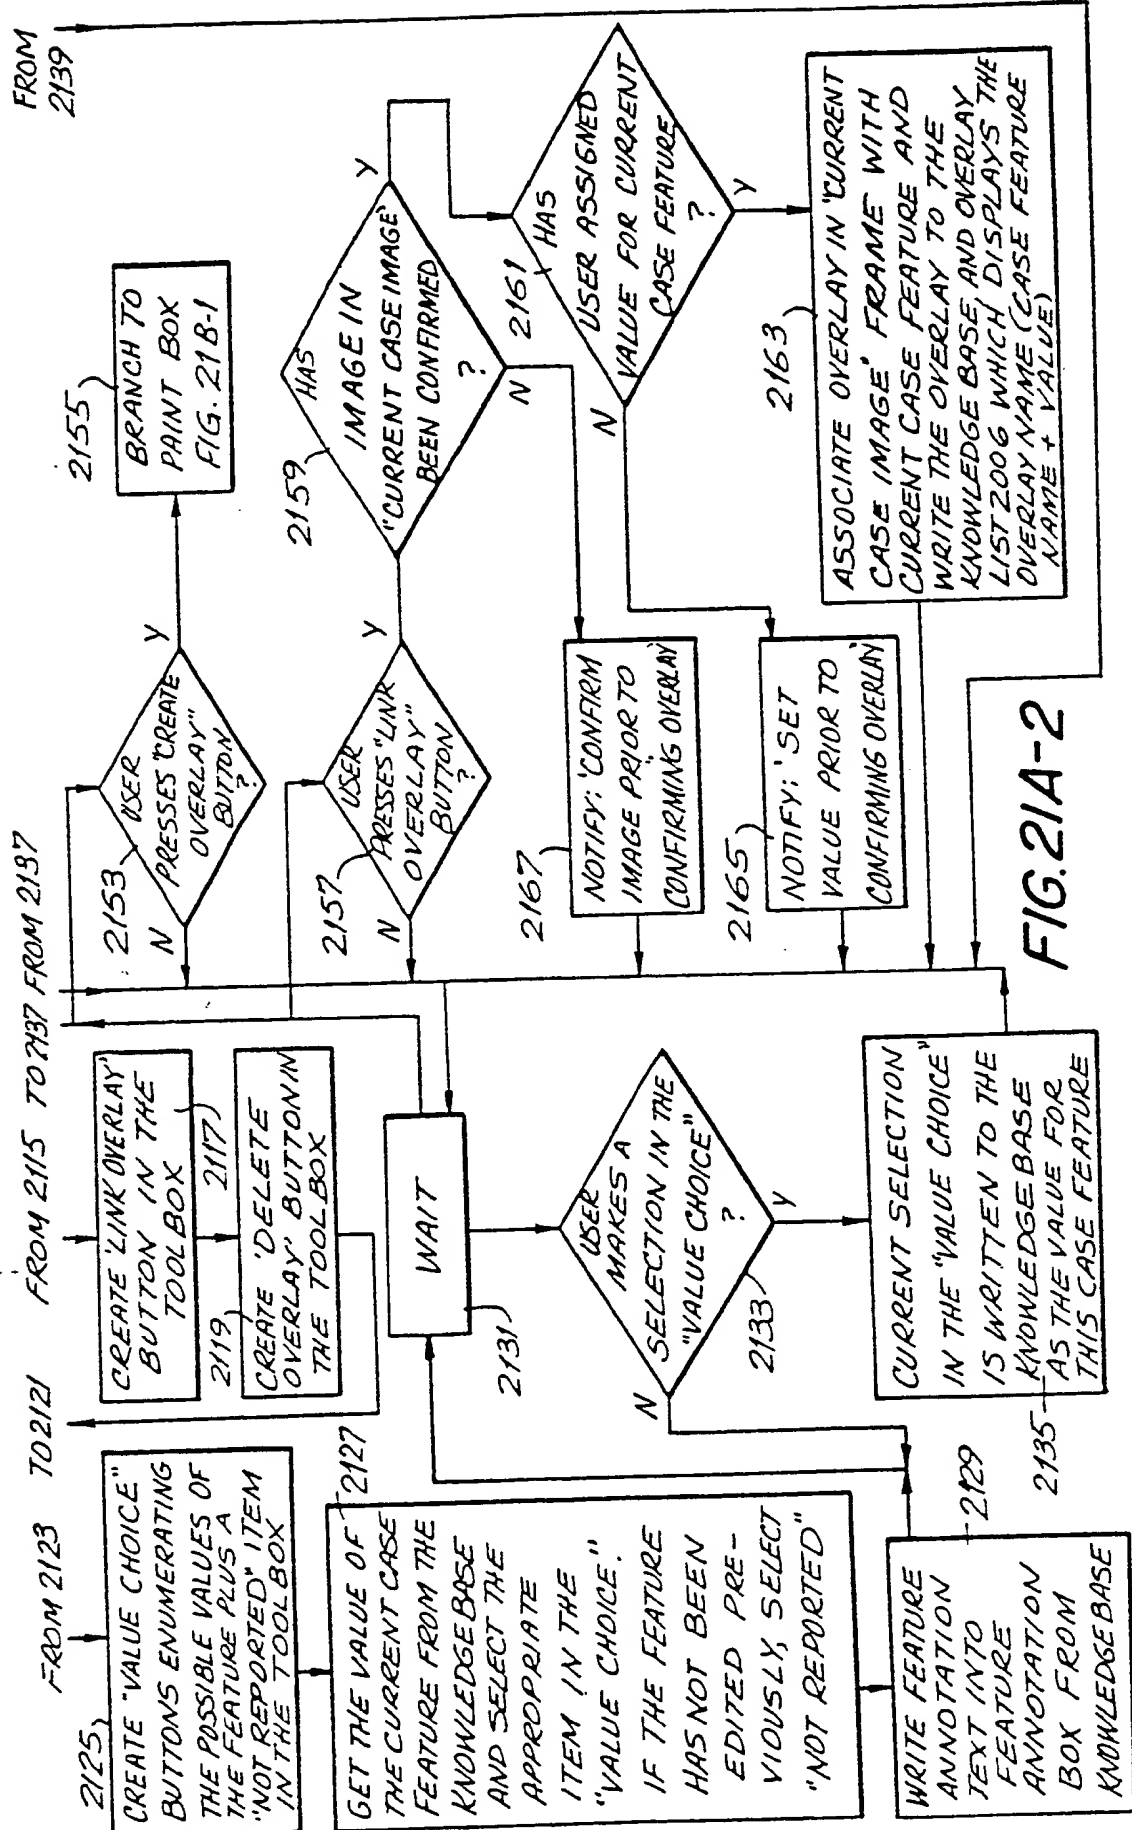 FROM 2123
TO 2121
FROM 2115
TO 2137
FROM 2137
FROM
2139
2125
CREATE "VALUE CHOICE"
BUTTONS ENUMERATING
THE POSSIBLE VALUES OF
THE FEATURE PLUS A
"NOT REPORTED" ITEM
IN THE TOOLBOX
2127
GET THE VALUE OF
THE CURRENT CASE
FEATURE FROM THE
KNOWLEDGE BASE
AND SELECT THE
APPROPRIATE
ITEM IN THE
"VALUE CHOICE."
IF THE FEATURE
HAS NOT BEEN
EDITED PRE-
VIOUSLY, SELECT
"NOT REPORTED"
2129
WRITE FEATURE
ANNOTATION
TEXT INTO
FEATURE
ANNOTATION
BOX FROM
KNOWLEDGE BASE
CREATE 'LINK OVERLAY'
BUTTON IN THE
TOOLBOX
2117
2119
CREATE 'DELETE
OVERLAY' BUTTON IN
THE TOOLBOX
WAIT
2131
USER
MAKES A
SELECTION IN THE
"VALUE CHOICE"
?
2133
N
Y
CURRENT SELECTION
IN THE "VALUE CHOICE"
IS WRITTEN TO THE
KNOWLEDGE BASE
AS THE VALUE FOR
THIS CASE FEATURE
2135
2153
USER
PRESSES "CREATE
OVERLAY"
BUTTON
?
N
Y
2155
BRANCH TO
PAINT BOX
FIG. 21B-1
2157
USER
PRESSES "LINK
OVERLAY"
BUTTON
?
N
Y
2159
HAS
IMAGE IN
"CURRENT CASE IMAGE"
BEEN CONFIRMED
?
Y
N
2161
HAS
USER ASSIGNED
VALUE FOR CURRENT
CASE FEATURE
?
N
Y
2167
NOTIFY: 'CONFIRM
IMAGE PRIOR TO
CONFIRMING OVERLAY'
2165
NOTIFY: 'SET
VALUE PRIOR TO
CONFIRMING OVERLAY'
2163
ASSOCIATE OVERLAY IN 'CURRENT
CASE IMAGE' FRAME WITH
CURRENT CASE FEATURE AND
WRITE THE OVERLAY TO THE
KNOWLEDGE BASE, AND OVERLAY
LIST 2006 WHICH DISPLAYS THE
OVERLAY NAME (CASE FEATURE
NAME + VALUE)
FIG. 21A-2